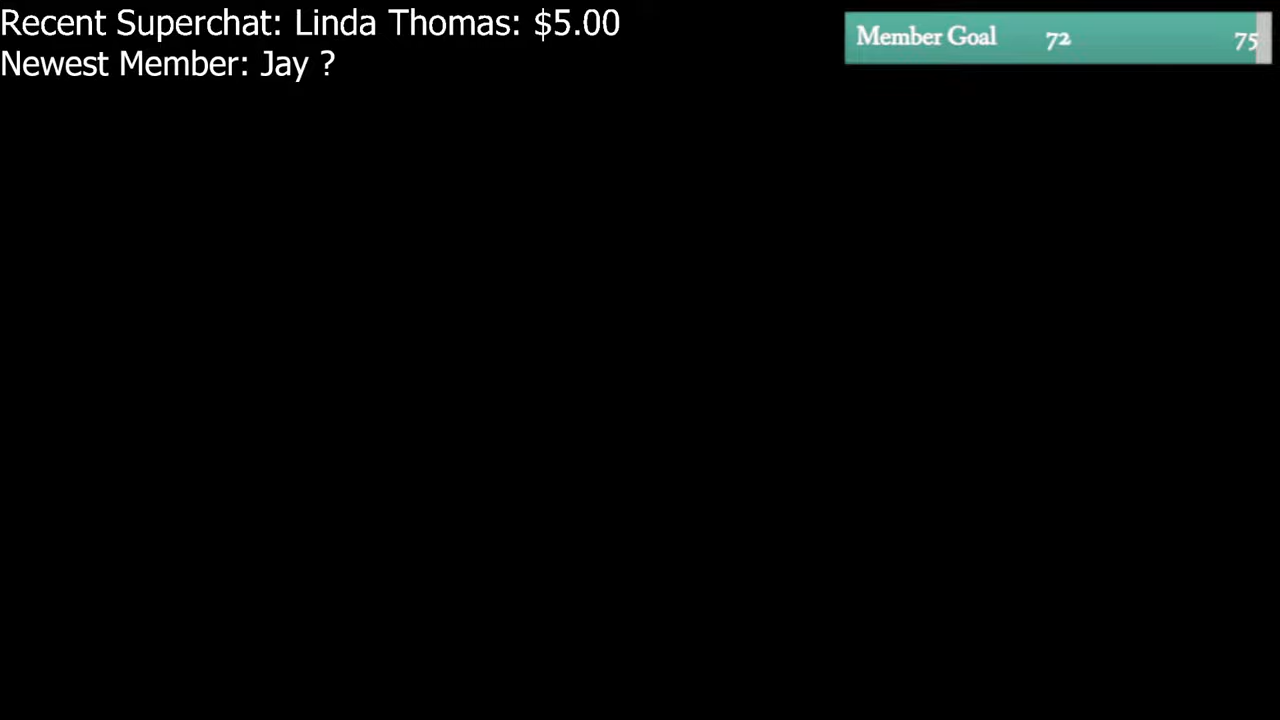 Recent Superchat: Linda Thomas: $5.00
Newest Member: Jay ?
Member Goal 72 75